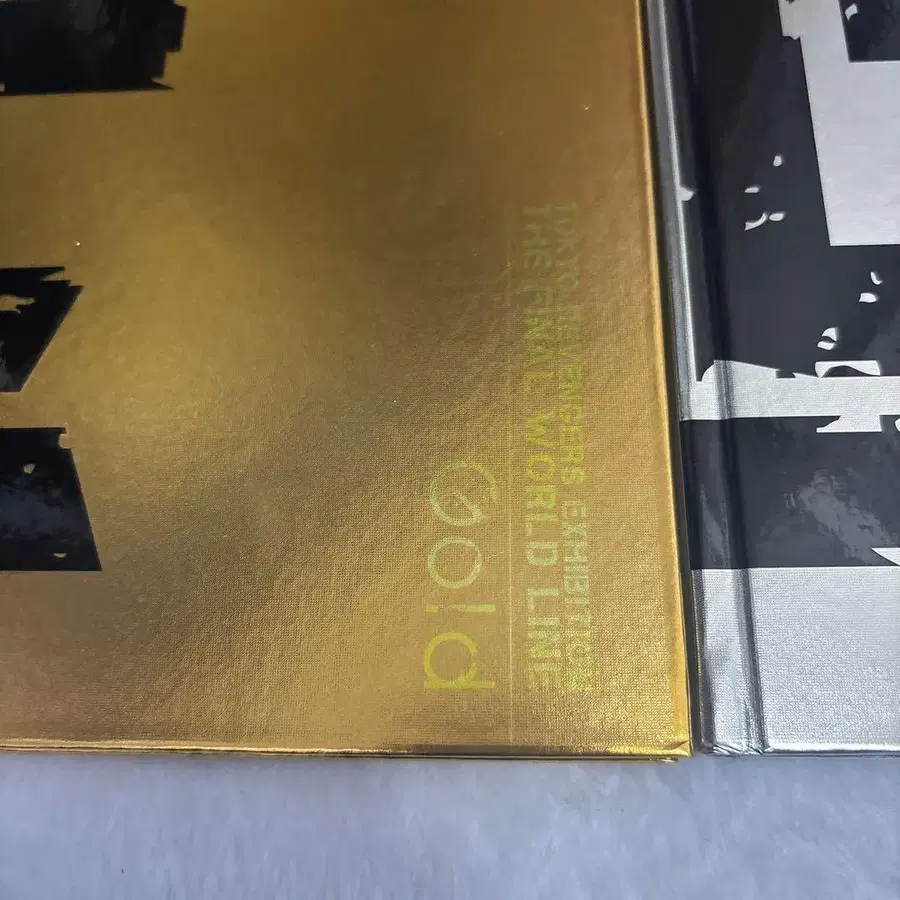 TOKYO REVENGERS EXHIBITION
THE FINAL WORLD LINE
Gold